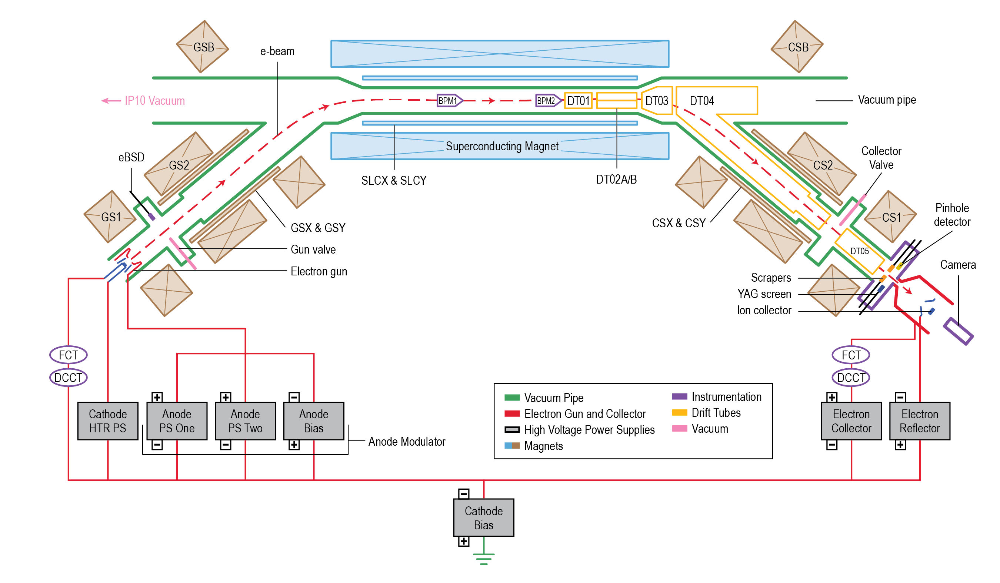 GSB
e-beam
CSB
IP10 Vacuum
BPM1
BPM2
DT01
DT03
DT04
Vacuum pipe
eBSD
GS2
Superconducting Magnet
SLCX & SLCY
DT02A/B
CS2
Collector
Valve
GS1
GSX & GSY
Gun valve
Electron gun
CSX & CSY
CS1
Pinhole
detector
DT05
Camera
Scrapers
YAG screen
Ion collector
FCT
DCCT
FCT
DCCT
+
+
-
+
-
Cathode
HTR PS
Anode
PS One
Anode
PS Two
Anode
Bias
Electron
Collector
Electron
Reflector
-
-
+
-
+
Anode Modulator
Vacuum Pipe
Electron Gun and Collector
High Voltage Power Supplies
Magnets
Instrumentation
Drift Tubes
Vacuum
-
Cathode
Bias
+